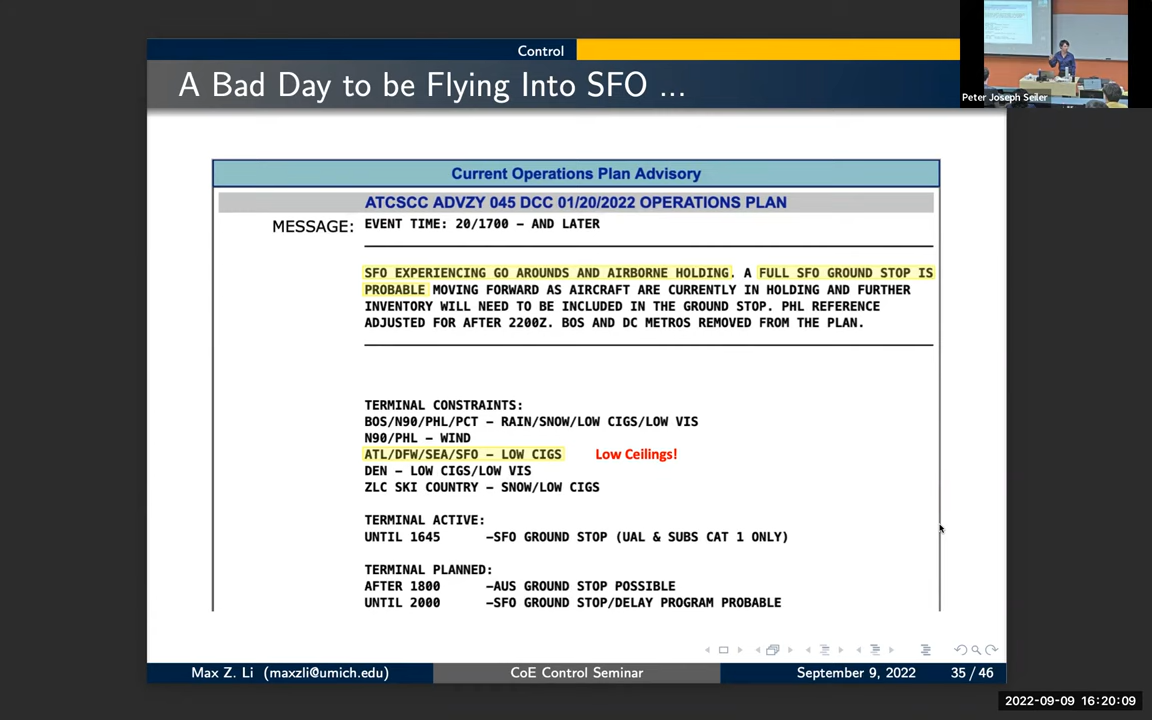 Control
A Bad Day to be Flying Into SFO ...
Peter Joseph Seiler
Current Operations Plan Advisory
ATCSCC ADVZY 045 DCC 01/20/2022 OPERATIONS PLAN
MESSAGE: EVENT TIME: 20/1700 – AND LATER
SFO EXPERIENCING GO AROUNDS AND AIRBORNE HOLDING. A FULL SFO GROUND STOP IS
PROBABLE MOVING FORWARD AS AIRCRAFT ARE CURRENTLY IN HOLDING AND FURTHER
INVENTORY WILL NEED TO BE INCLUDED IN THE GROUND STOP. PHL REFERENCE
ADJUSTED FOR AFTER 2200Z. BOS AND DC METROS REMOVED FROM THE PLAN.
TERMINAL CONSTRAINTS:
BOS/N90/PHL/PCT – RAIN/SNOW/LOW CIGS/LOW VIS
N90/PHL – WIND
ATL/DFW/SEA/SFO – LOW CIGS Low Ceilings!
DEN – LOW CIGS/LOW VIS
ZLC SKI COUNTRY – SNOW/LOW CIGS
TERMINAL ACTIVE:
UNTIL 1645 –SFO GROUND STOP (UAL & SUBS CAT 1 ONLY)
TERMINAL PLANNED:
AFTER 1800 –AUS GROUND STOP POSSIBLE
UNTIL 2000 –SFO GROUND STOP/DELAY PROGRAM PROBABLE
Max Z. Li (maxzli@umich.edu) CoE Control Seminar September 9, 2022 35 / 46
2022-09-09 16:20:09